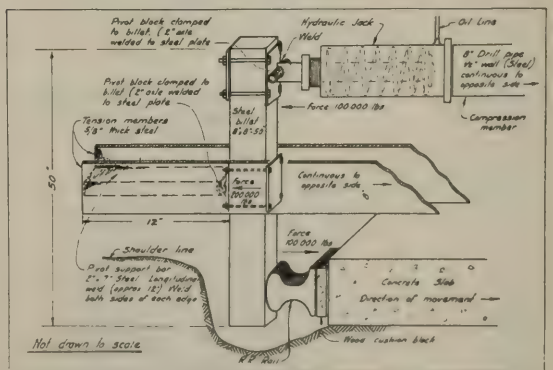 Pivot block clamped
to billet. (2" axle
welded to steel plate
Hydraulic Jack
Weld
Oil Line
8" Drill pipe
½" wall (Steel)
continuous to
opposite side
Compression
member
Pivot block clamped to
billet (2" axle welded
to steel plate)
Force 100,000 lbs
Steel
billet
8"x8"x50"
Tension members
5/8" thick steel
50"
Force
200,000
lbs
Continuous to
opposite side
12"
Force
100,000 lbs
Shoulder line
Pivot support bar
Steel Longitudinal
weld (approx 12") Weld
both sides of each edge
Concrete Slab
Direction of movement
Not drawn to scale
Rail
Wood cushion block